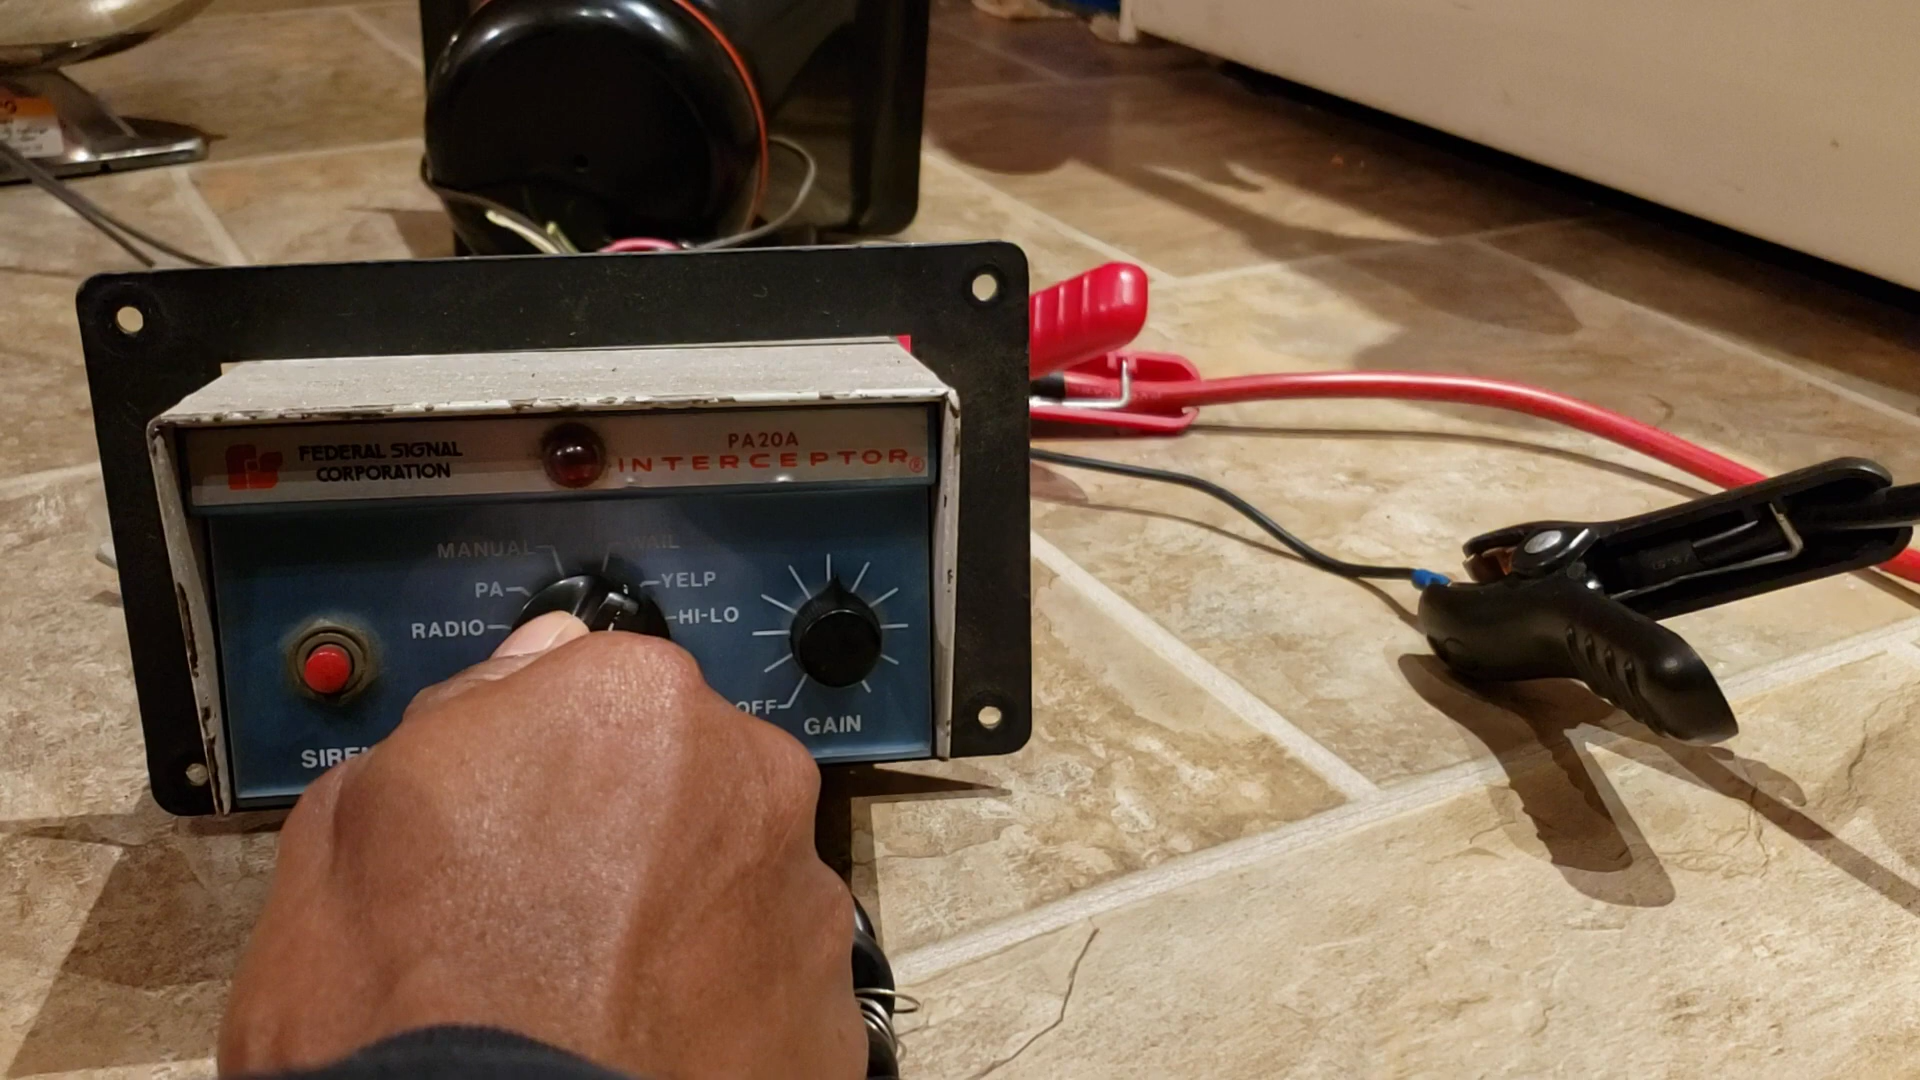 FEDERAL SIGNAL
CORPORATION
PA20A
INTERCEPTOR®
MANUAL
WAIL
PA
YELP
RADIO
HI-LO
OFF
GAIN